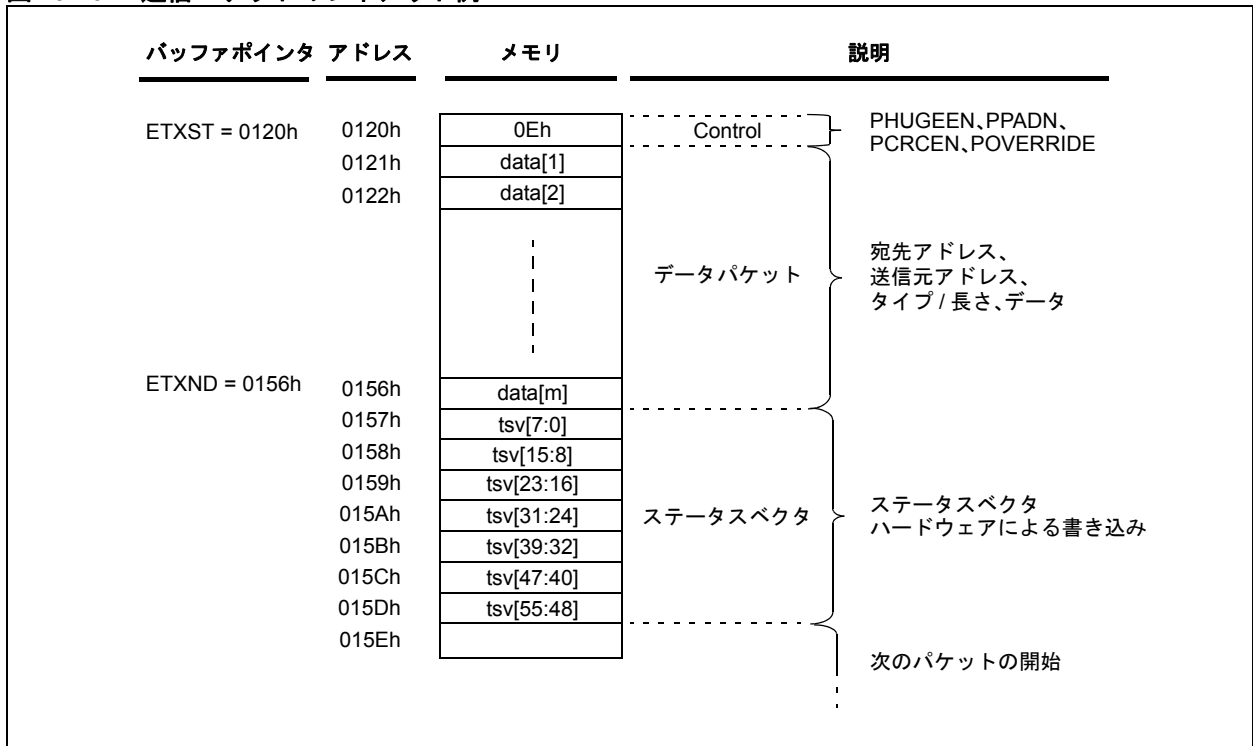 バッファポインタ アドレス メモリ 説明
ETXST = 0120h 0120h 0Eh Control PHUGEEN、PPADN、
PCRCEN、POVERRIDE
0121h data[1]
0122h data[2]
データパケット
宛先アドレス、
送信元アドレス、
タイプ / 長さ、データ
ETXND = 0156h 0156h data[m]
0157h tsv[7:0]
0158h tsv[15:8]
0159h tsv[23:16]
015Ah tsv[31:24] ステータスベクタ ステータスベクタ
ハードウェアによる書き込み
015Bh tsv[39:32]
015Ch tsv[47:40]
015Dh tsv[55:48]
015Eh
次のパケットの開始